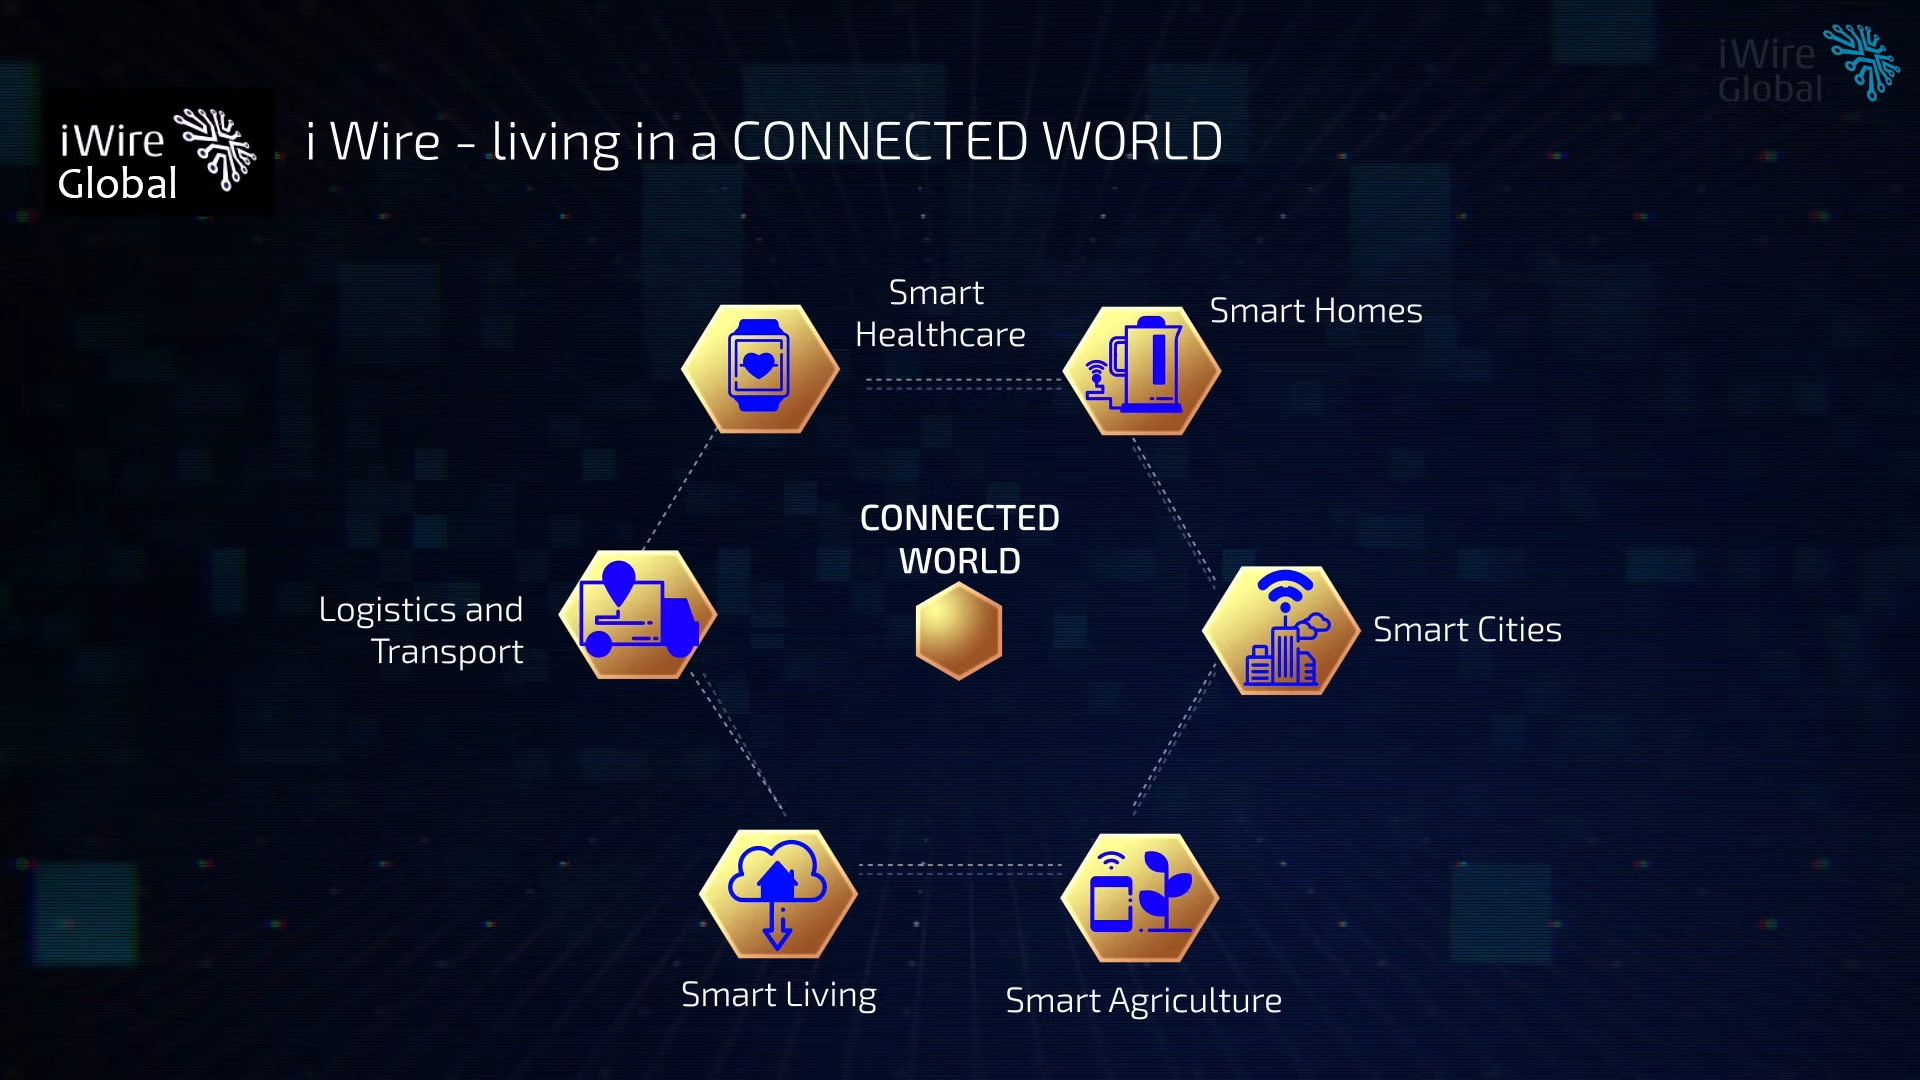 iWire
Global
iWire
Global
i Wire - living in a CONNECTED WORLD
Smart
Healthcare
Smart Homes
CONNECTED
WORLD
Logistics and
Transport
Smart Cities
Smart Living
Smart Agriculture